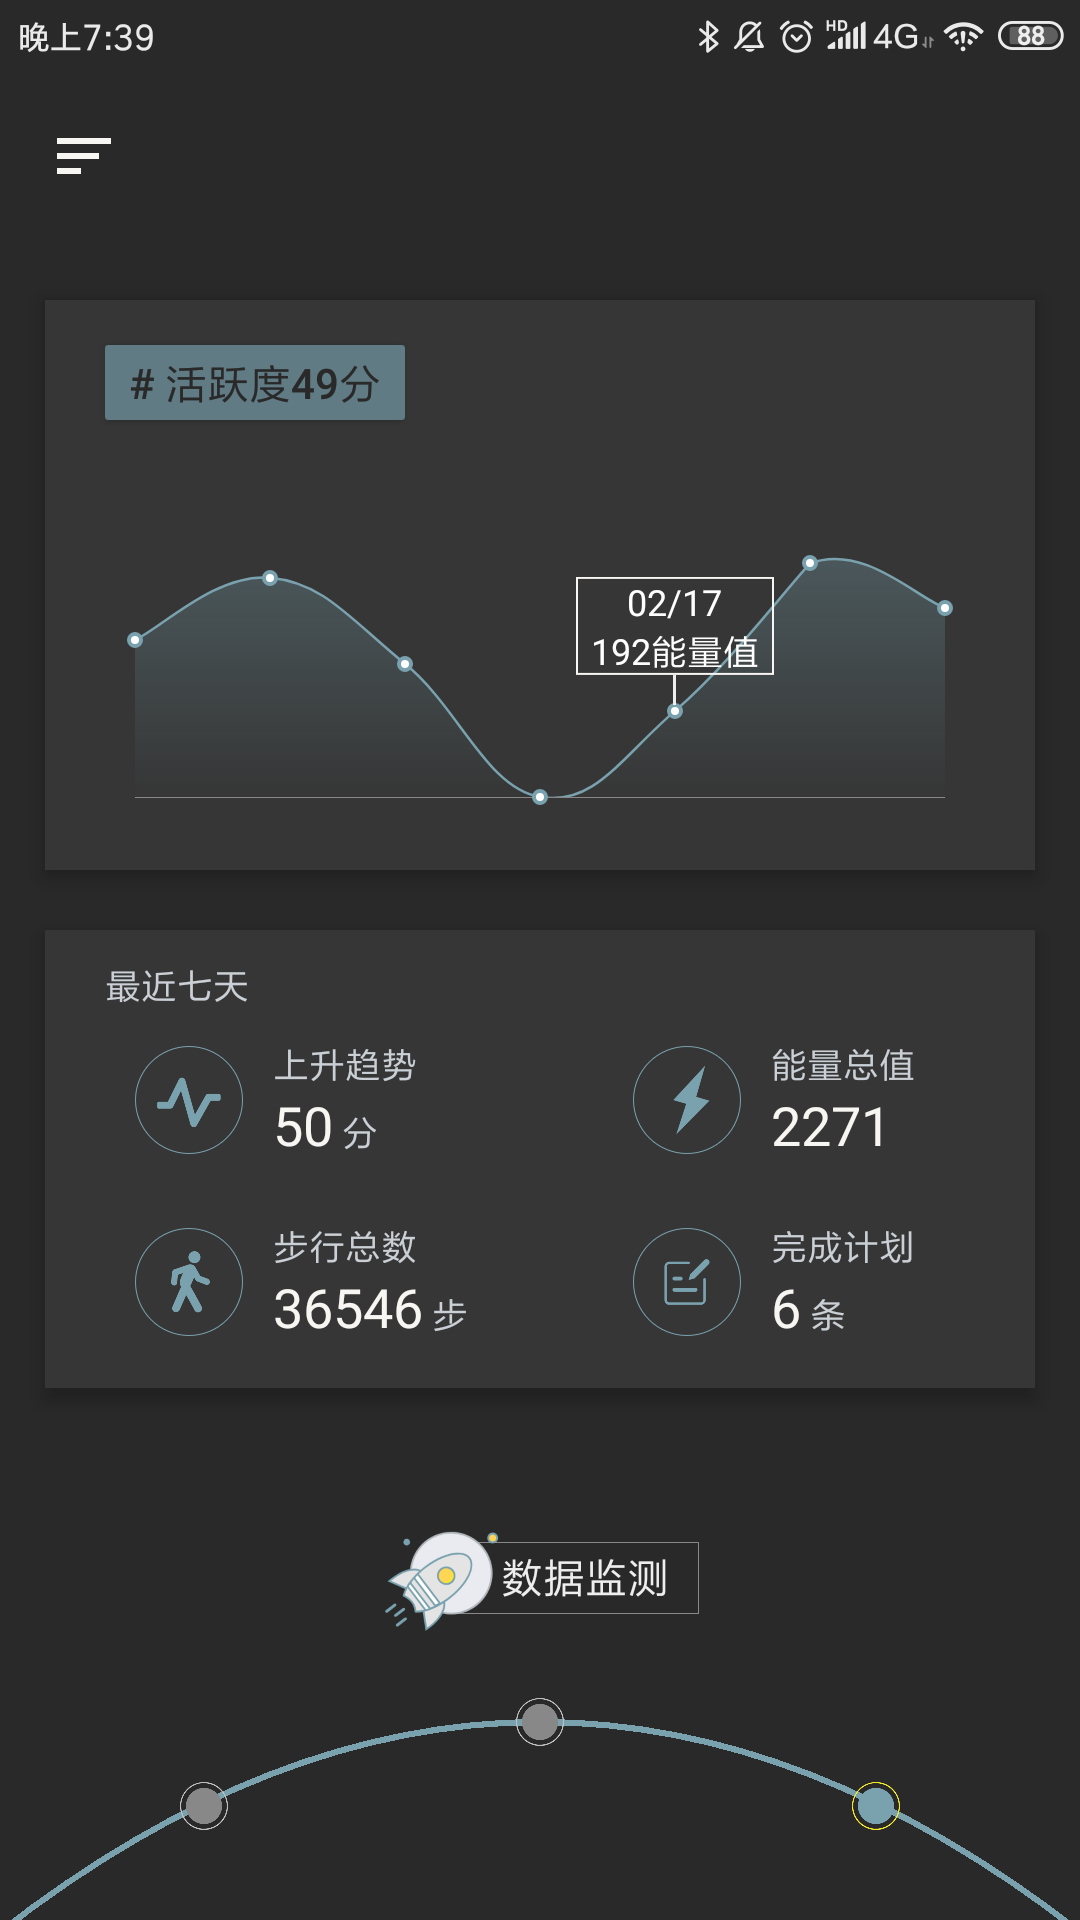 晚上7:39
HD 4G 88
# 活跃度49分
02/17
192能量值
最近七天
上升趋势
50 分
能量总值
2271
步行总数
36546 步
完成计划
6 条
数据监测